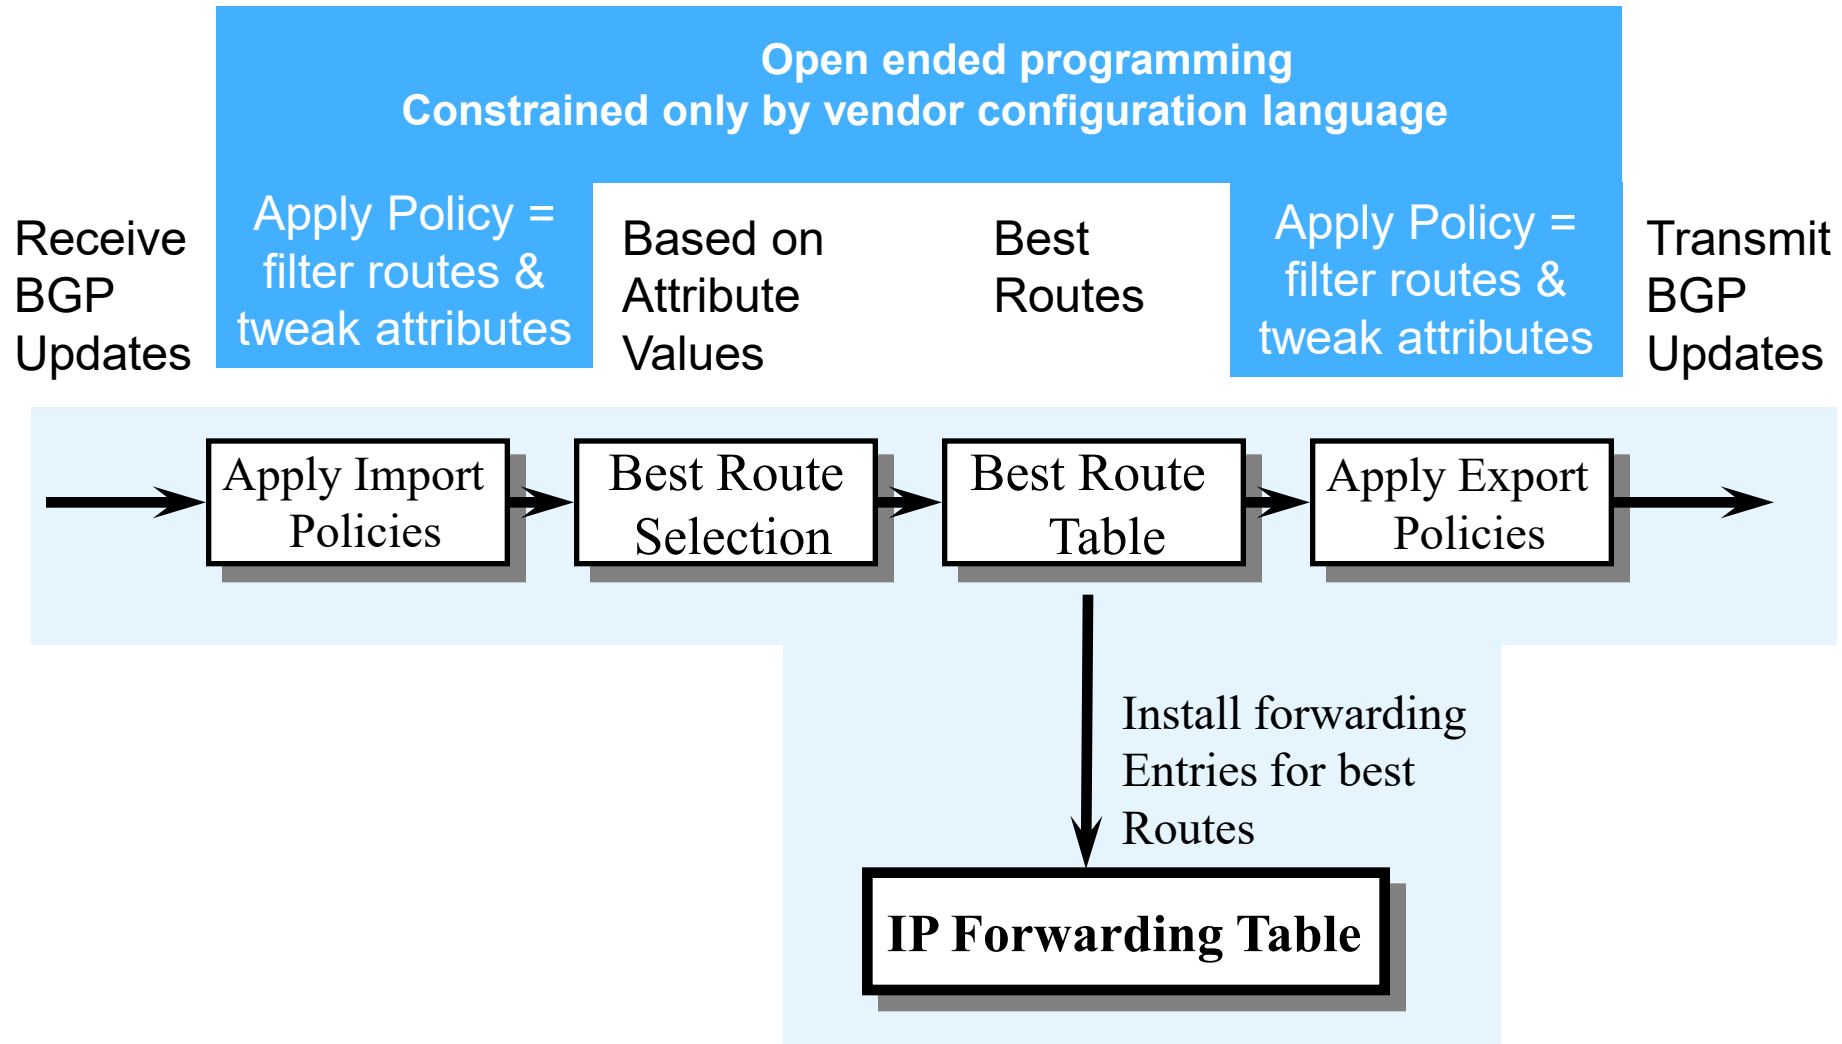 Open ended programming
Constrained only by vendor configuration language
Receive
BGP
Updates
Apply Policy =
filter routes &
tweak attributes
Based on
Attribute
Values
Best
Routes
Apply Policy =
filter routes &
tweak attributes
Transmit
BGP
Updates
Apply Import
Policies
Best Route
Selection
Best Route
Table
Apply Export
Policies
Install forwarding
Entries for best
Routes
IP Forwarding Table